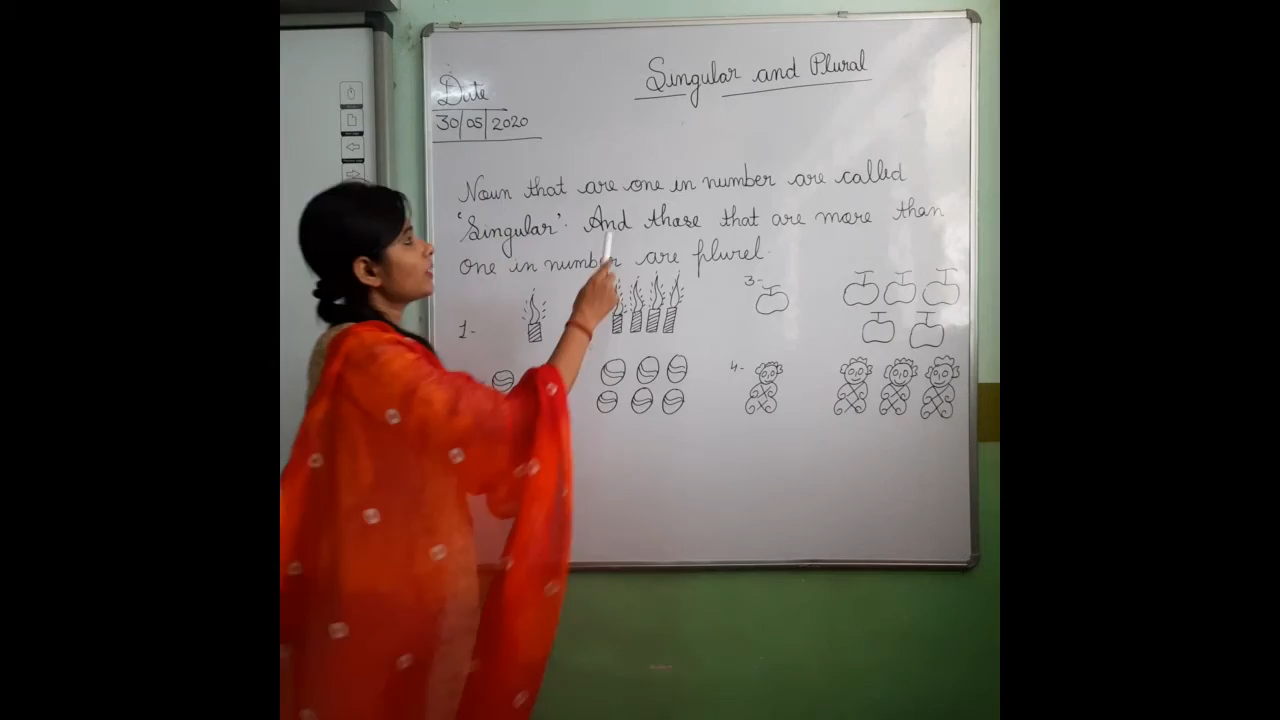 Singular and Plural
Date
30/05/2020
Noun that are one in number are called
'Singular'. And those that are more than
one in number are plurel.
1-
3-
4-